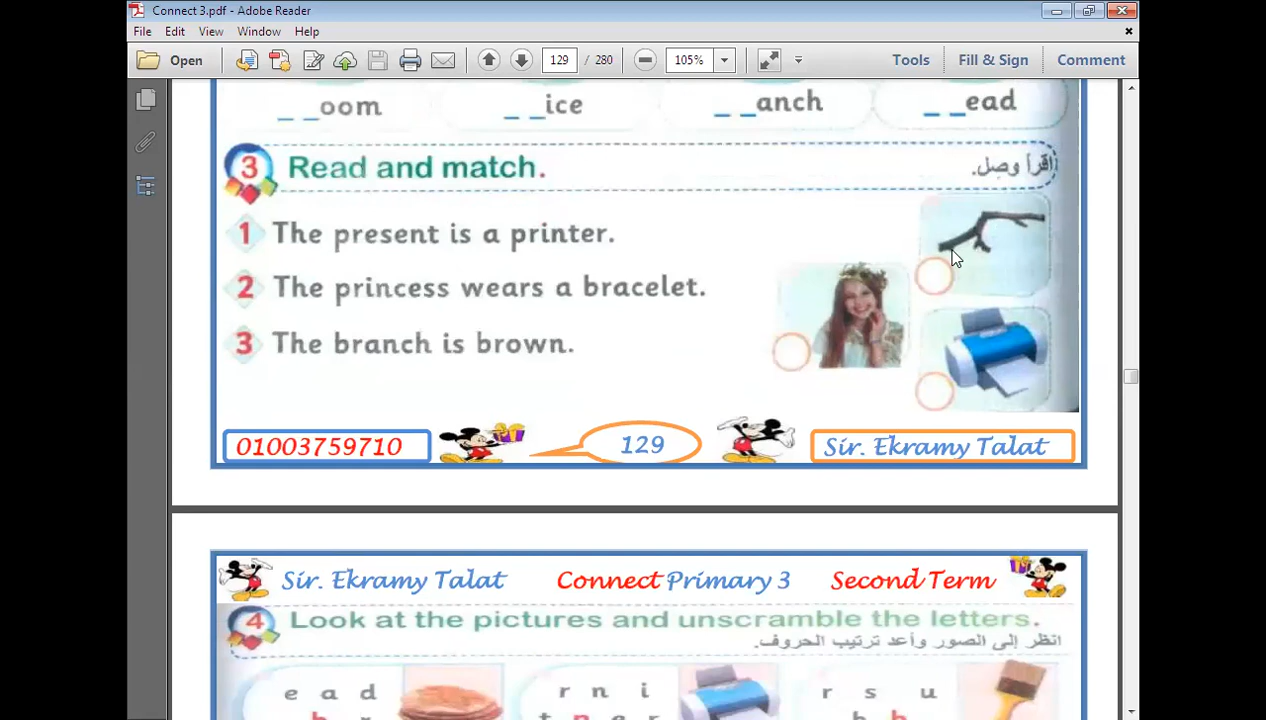 Connect 3.pdf - Adobe Reader
File Edit View Window Help
Open 129 / 280 105% Tools Fill & Sign Comment
_ _oom _ _ice _ _anch _ _ead
3 Read and match. اقرأ وصِل.
1 The present is a printer.
2 The princess wears a bracelet.
3 The branch is brown.
01003759710 129 Sir. Ekramy Talat
Sir. Ekramy Talat Connect Primary 3 Second Term
4 Look at the pictures and unscramble the letters.
انظر إلى الصور وأعد ترتيب الحروف.
e a d r n i r s u
b r t n e r h b